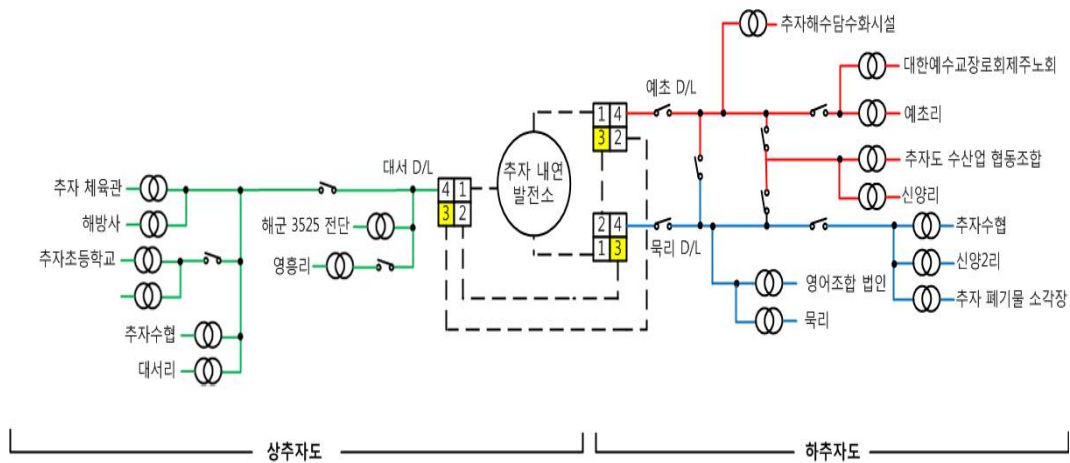 추자해수담수화시설
대한예수교장로회제주노회
예초 D/L
1 4
3 2
예초리
추자 내연
발전소
대서 D/L
추자도 수산업 협동조합
추자 체육관
4 1
3 2
신양리
해방사
해군 3525 전단
2 4
1 3
추자수협
묵리 D/L
추자초등학교
영흥리
신양2리
영어조합 법인
추자 폐기물 소각장
묵리
추자수협
대서리
상추자도
하추자도